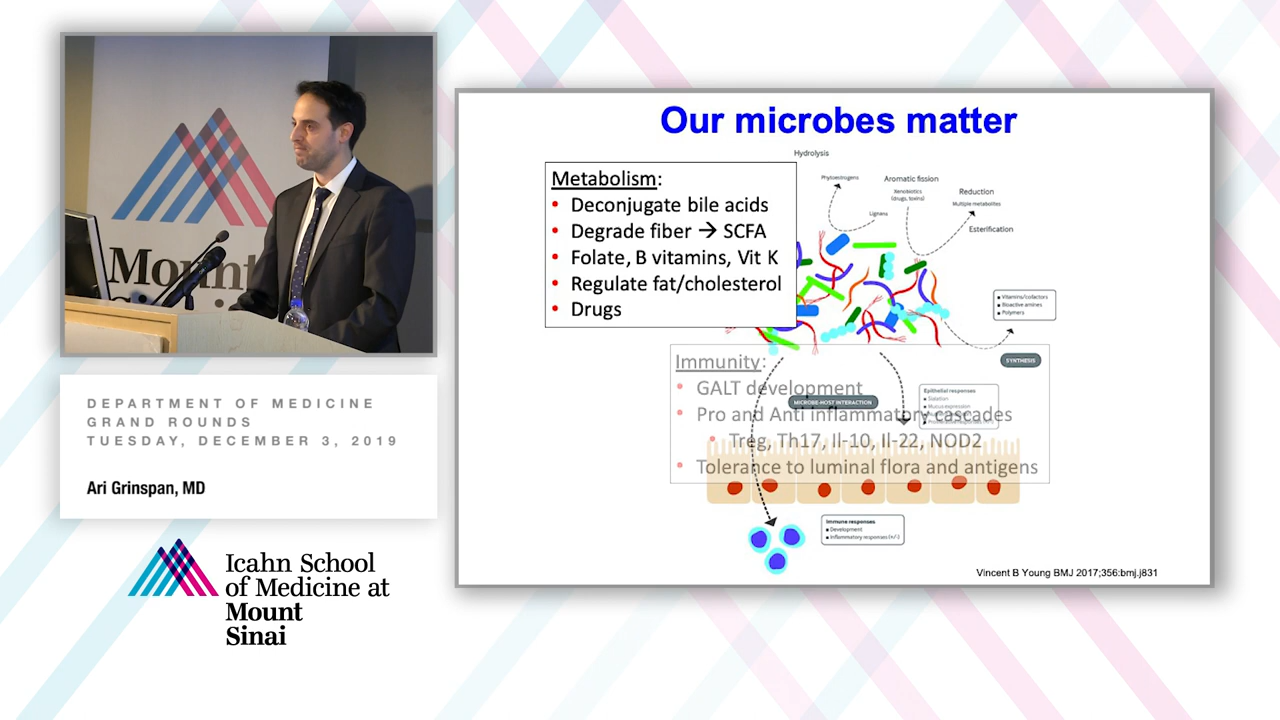 Mount
Sinai
DEPARTMENT OF MEDICINE
GRAND ROUNDS
TUESDAY, DECEMBER 3, 2019
Ari Grinspan, MD
Icahn School
of Medicine at
Mount
Sinai
Our microbes matter
Hydrolysis
Metabolism:
• Deconjugate bile acids
• Degrade fiber → SCFA
• Folate, B vitamins, Vit K
• Regulate fat/cholesterol
• Drugs
Phytoestrogens
Lignans
Aromatic fission
Xenobiotics
(drugs, toxins)
Reduction
Multiple metabolites
Esterification
▪ Vitamins/cofactors
▪ Bioactive amines
▪ Polymers
SYNTHESIS
Immunity:
• GALT development
• Pro and Anti inflammatory cascades
• Treg, Th17, Il-10, Il-22, NOD2
• Tolerance to luminal flora and antigens
MICROBE-HOST INTERACTION
Epithelial responses
▪ Mucus expression
Immune responses
▪ Development
▪ Inflammatory responses (+/-)
Vincent B Young BMJ 2017;356:bmj.j831